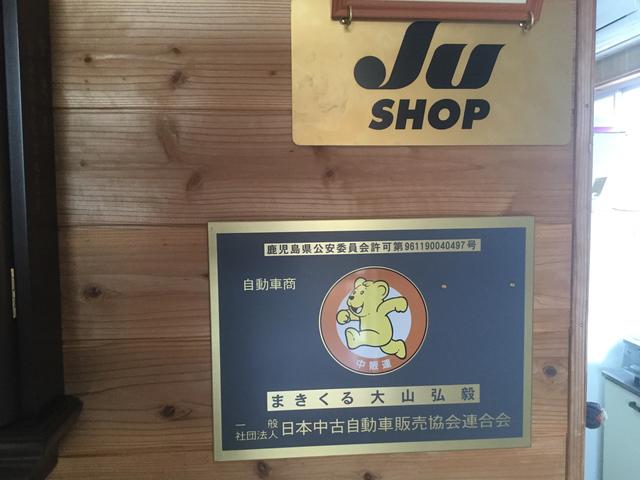 Ju
SHOP
鹿児島県公安委員会許可第961190040497号
自動車商
中販連
まきくる 大山弘毅
一般社団法人 日本中古自動車販売協会連合会